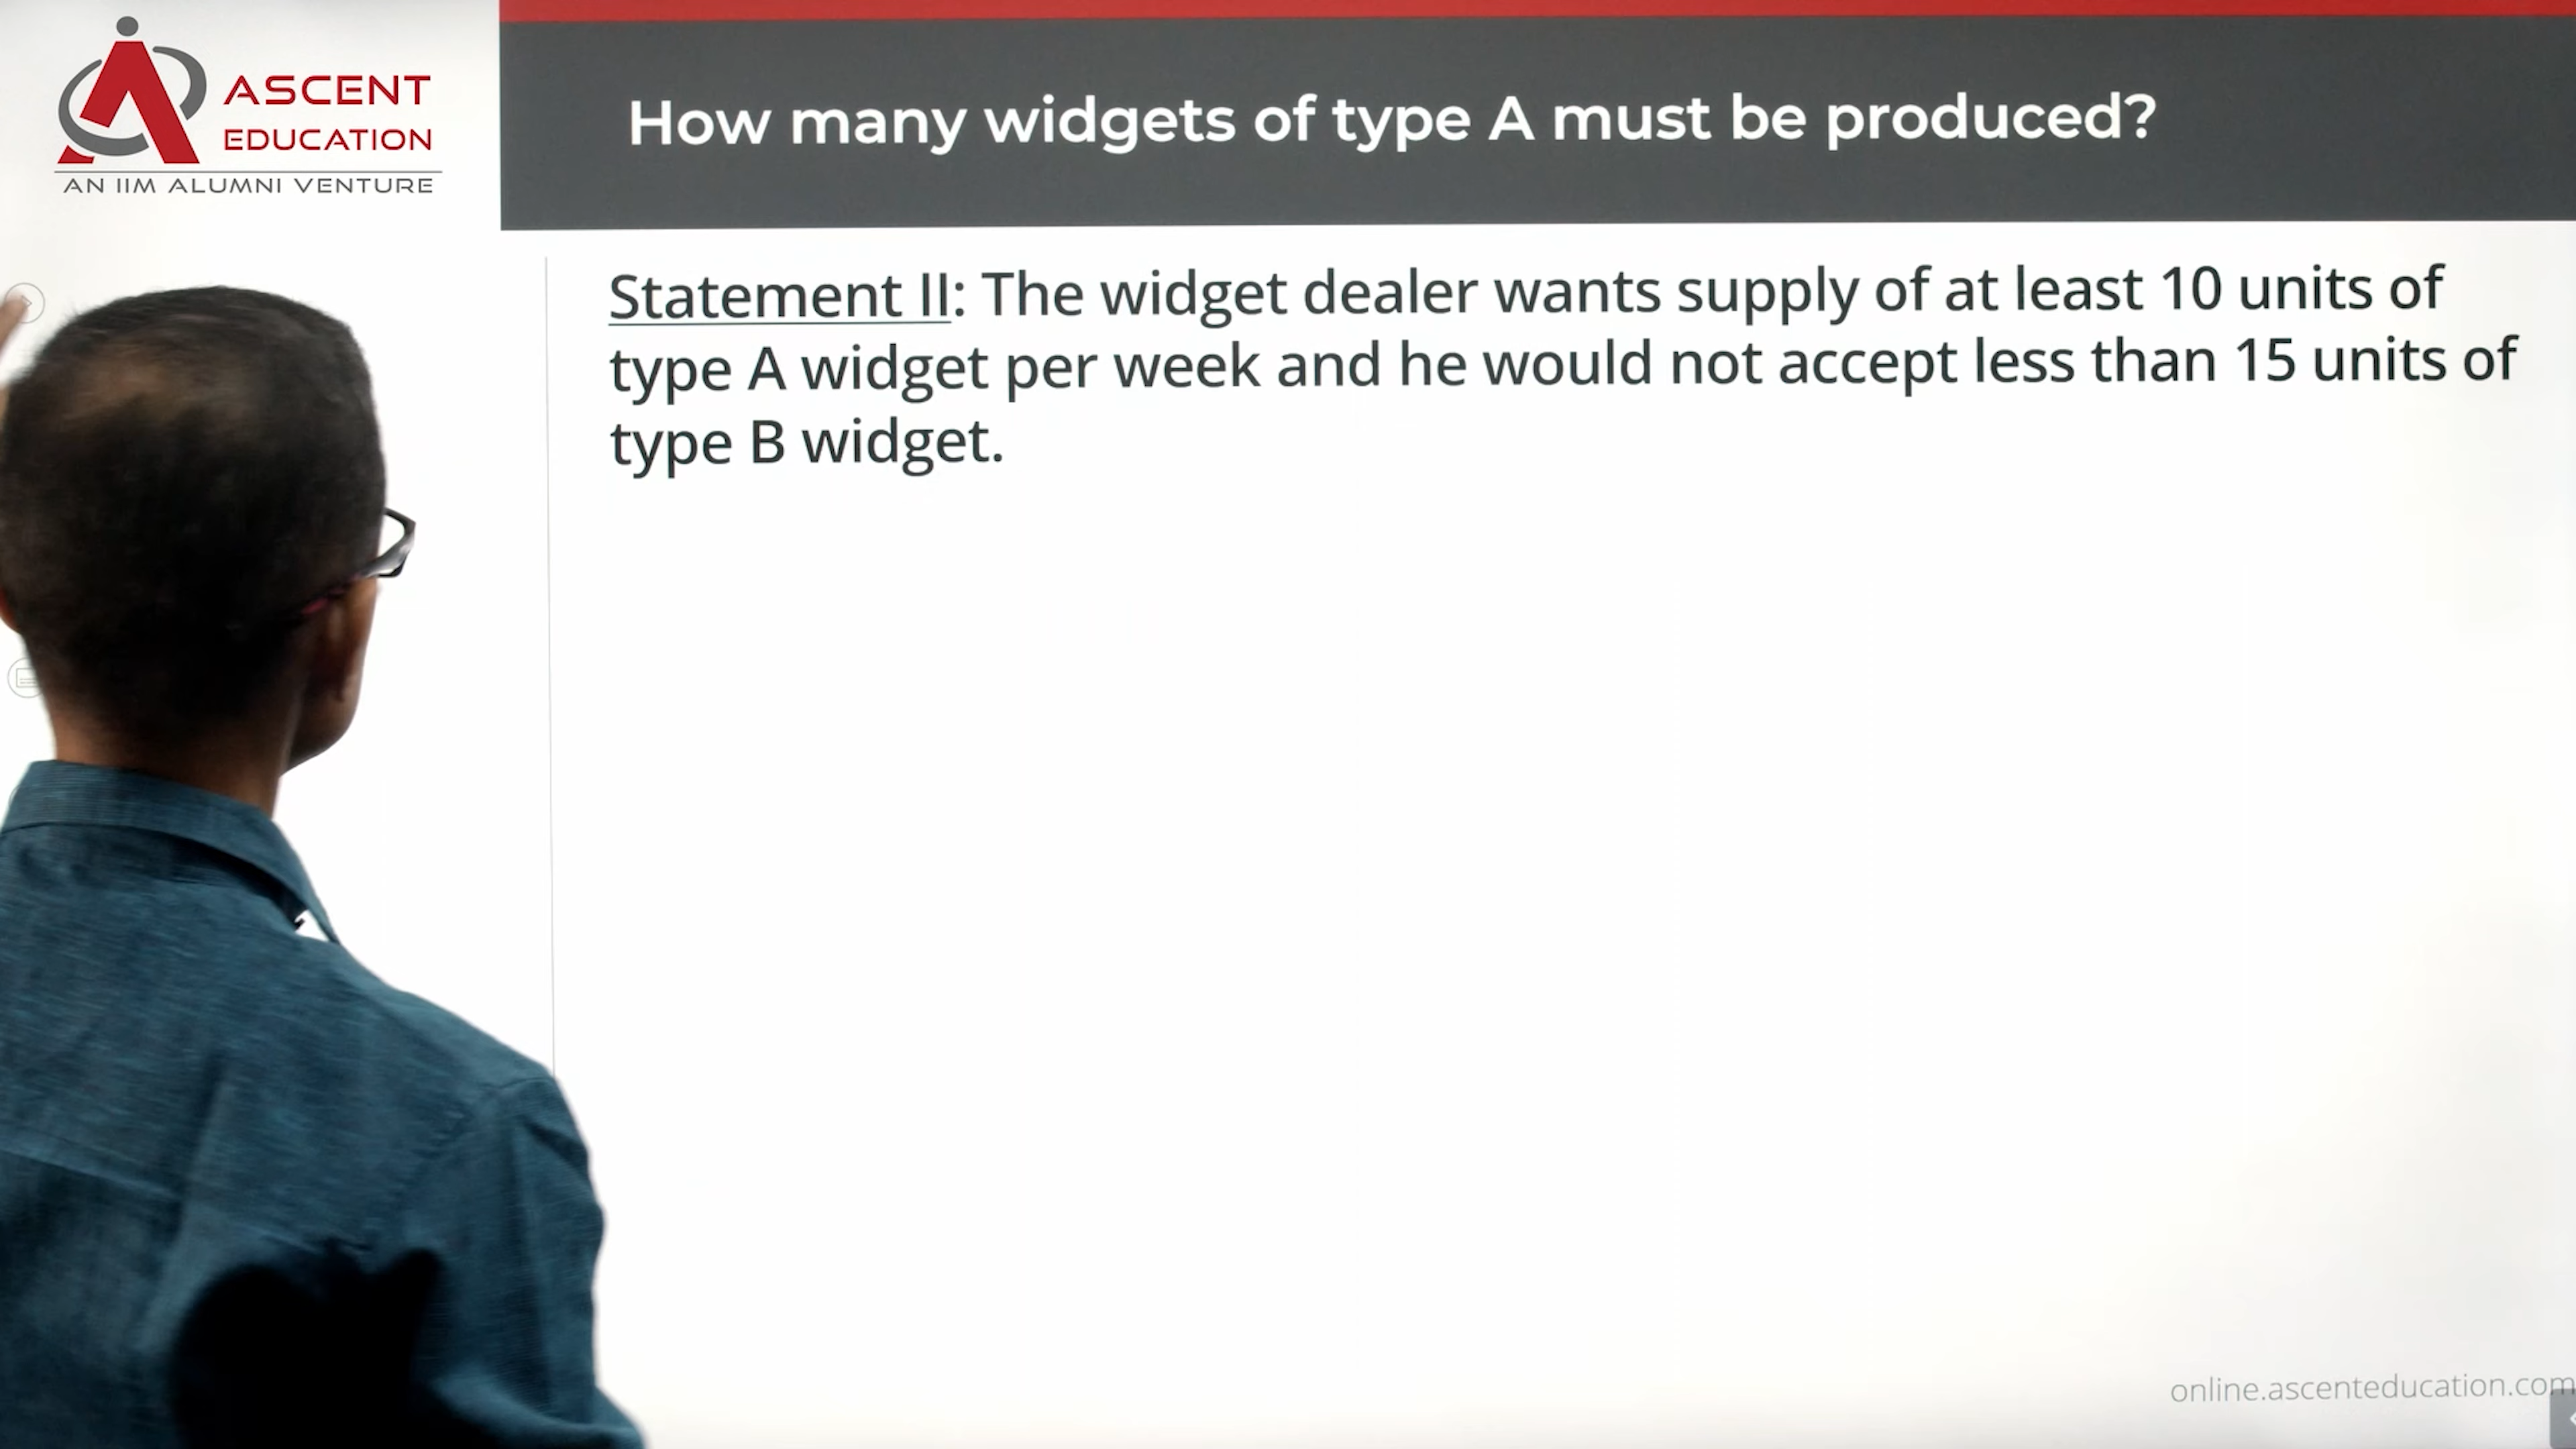 ASCENT
EDUCATION
AN IIM ALUMNI VENTURE
How many widgets of type A must be produced?
Statement II: The widget dealer wants supply of at least 10 units of
type A widget per week and he would not accept less than 15 units of
type B widget.
online.ascenteducation.com